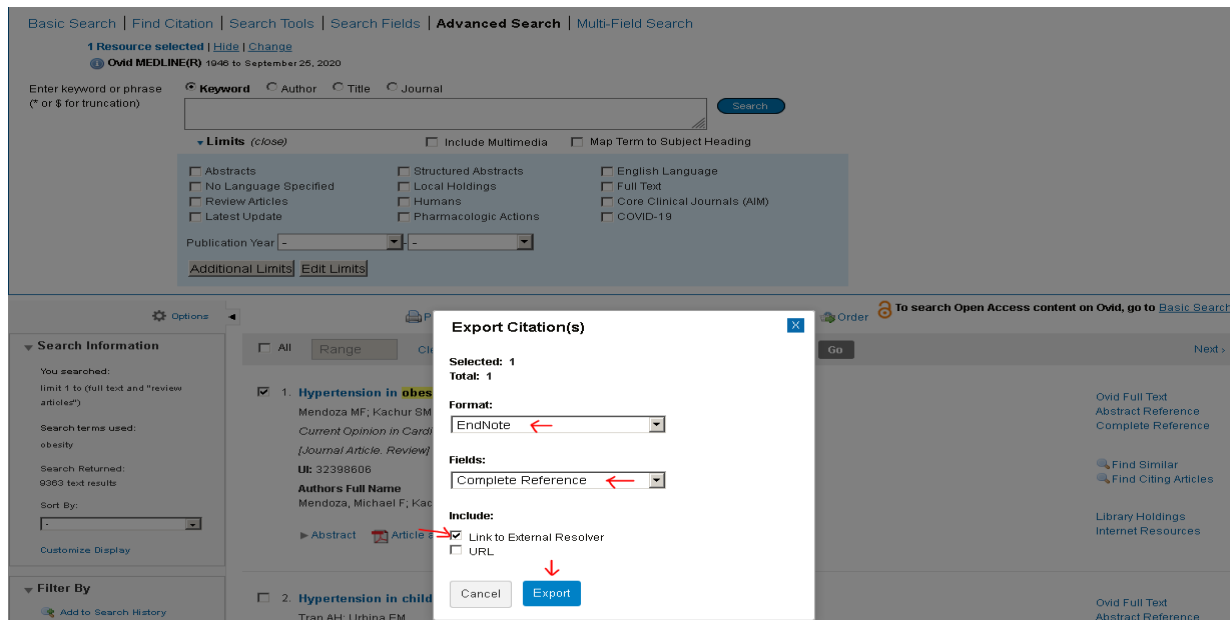 Basic Search | Find Citation | Search Tools | Search Fields | Advanced Search | Multi-Field Search
1 Resource selected | Hide | Change
Ovid MEDLINE(R) 1946 to September 25, 2020
Enter keyword or phrase
(* or $ for truncation)
Keyword Author Title Journal
Search
Limits (close) Include Multimedia Map Term to Subject Heading
Abstracts Structured Abstracts English Language
No Language Specified Local Holdings Full Text
Review Articles Humans Core Clinical Journals (AIM)
Latest Update Pharmacologic Actions COVID-19
Publication Year - - -
Additional Limits Edit Limits
Options P Order To search Open Access content on Ovid, go to Basic Search
Search Information
You searched:
limit 1 to (full text and "review
articles")
Search terms used:
obesity
Search Returned:
9363 text results
Sort By:
-
Customize Display
Filter By
Add to Search History
All Range Cle Go Next >
1. Hypertension in obes
Mendoza MF; Kachur SM
Current Opinion in Cardi
[Journal Article. Review]
UI: 32398606
Authors Full Name
Mendoza, Michael F; Kac
Abstract Article a
2. Hypertension in child
Tran AH; Urbina EM
Export Citation(s) X
Selected: 1
Total: 1
Format:
EndNote
Fields:
Complete Reference
Include:
Link to External Resolver
URL
Cancel Export
Ovid Full Text
Abstract Reference
Complete Reference
Find Similar
Find Citing Articles
Library Holdings
Internet Resources
Ovid Full Text
Abstract Reference